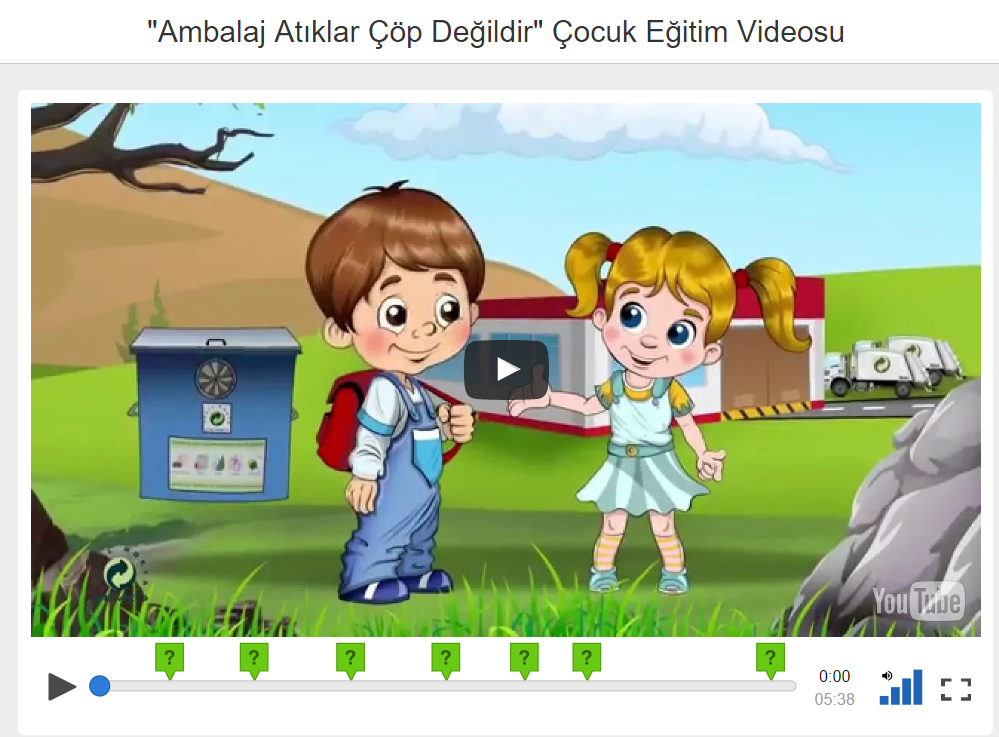 "Ambalaj Atıklar Çöp Değildir" Çocuk Eğitim Videosu
YouTube
? ? ? ? ? ? ?
0:00
05:38